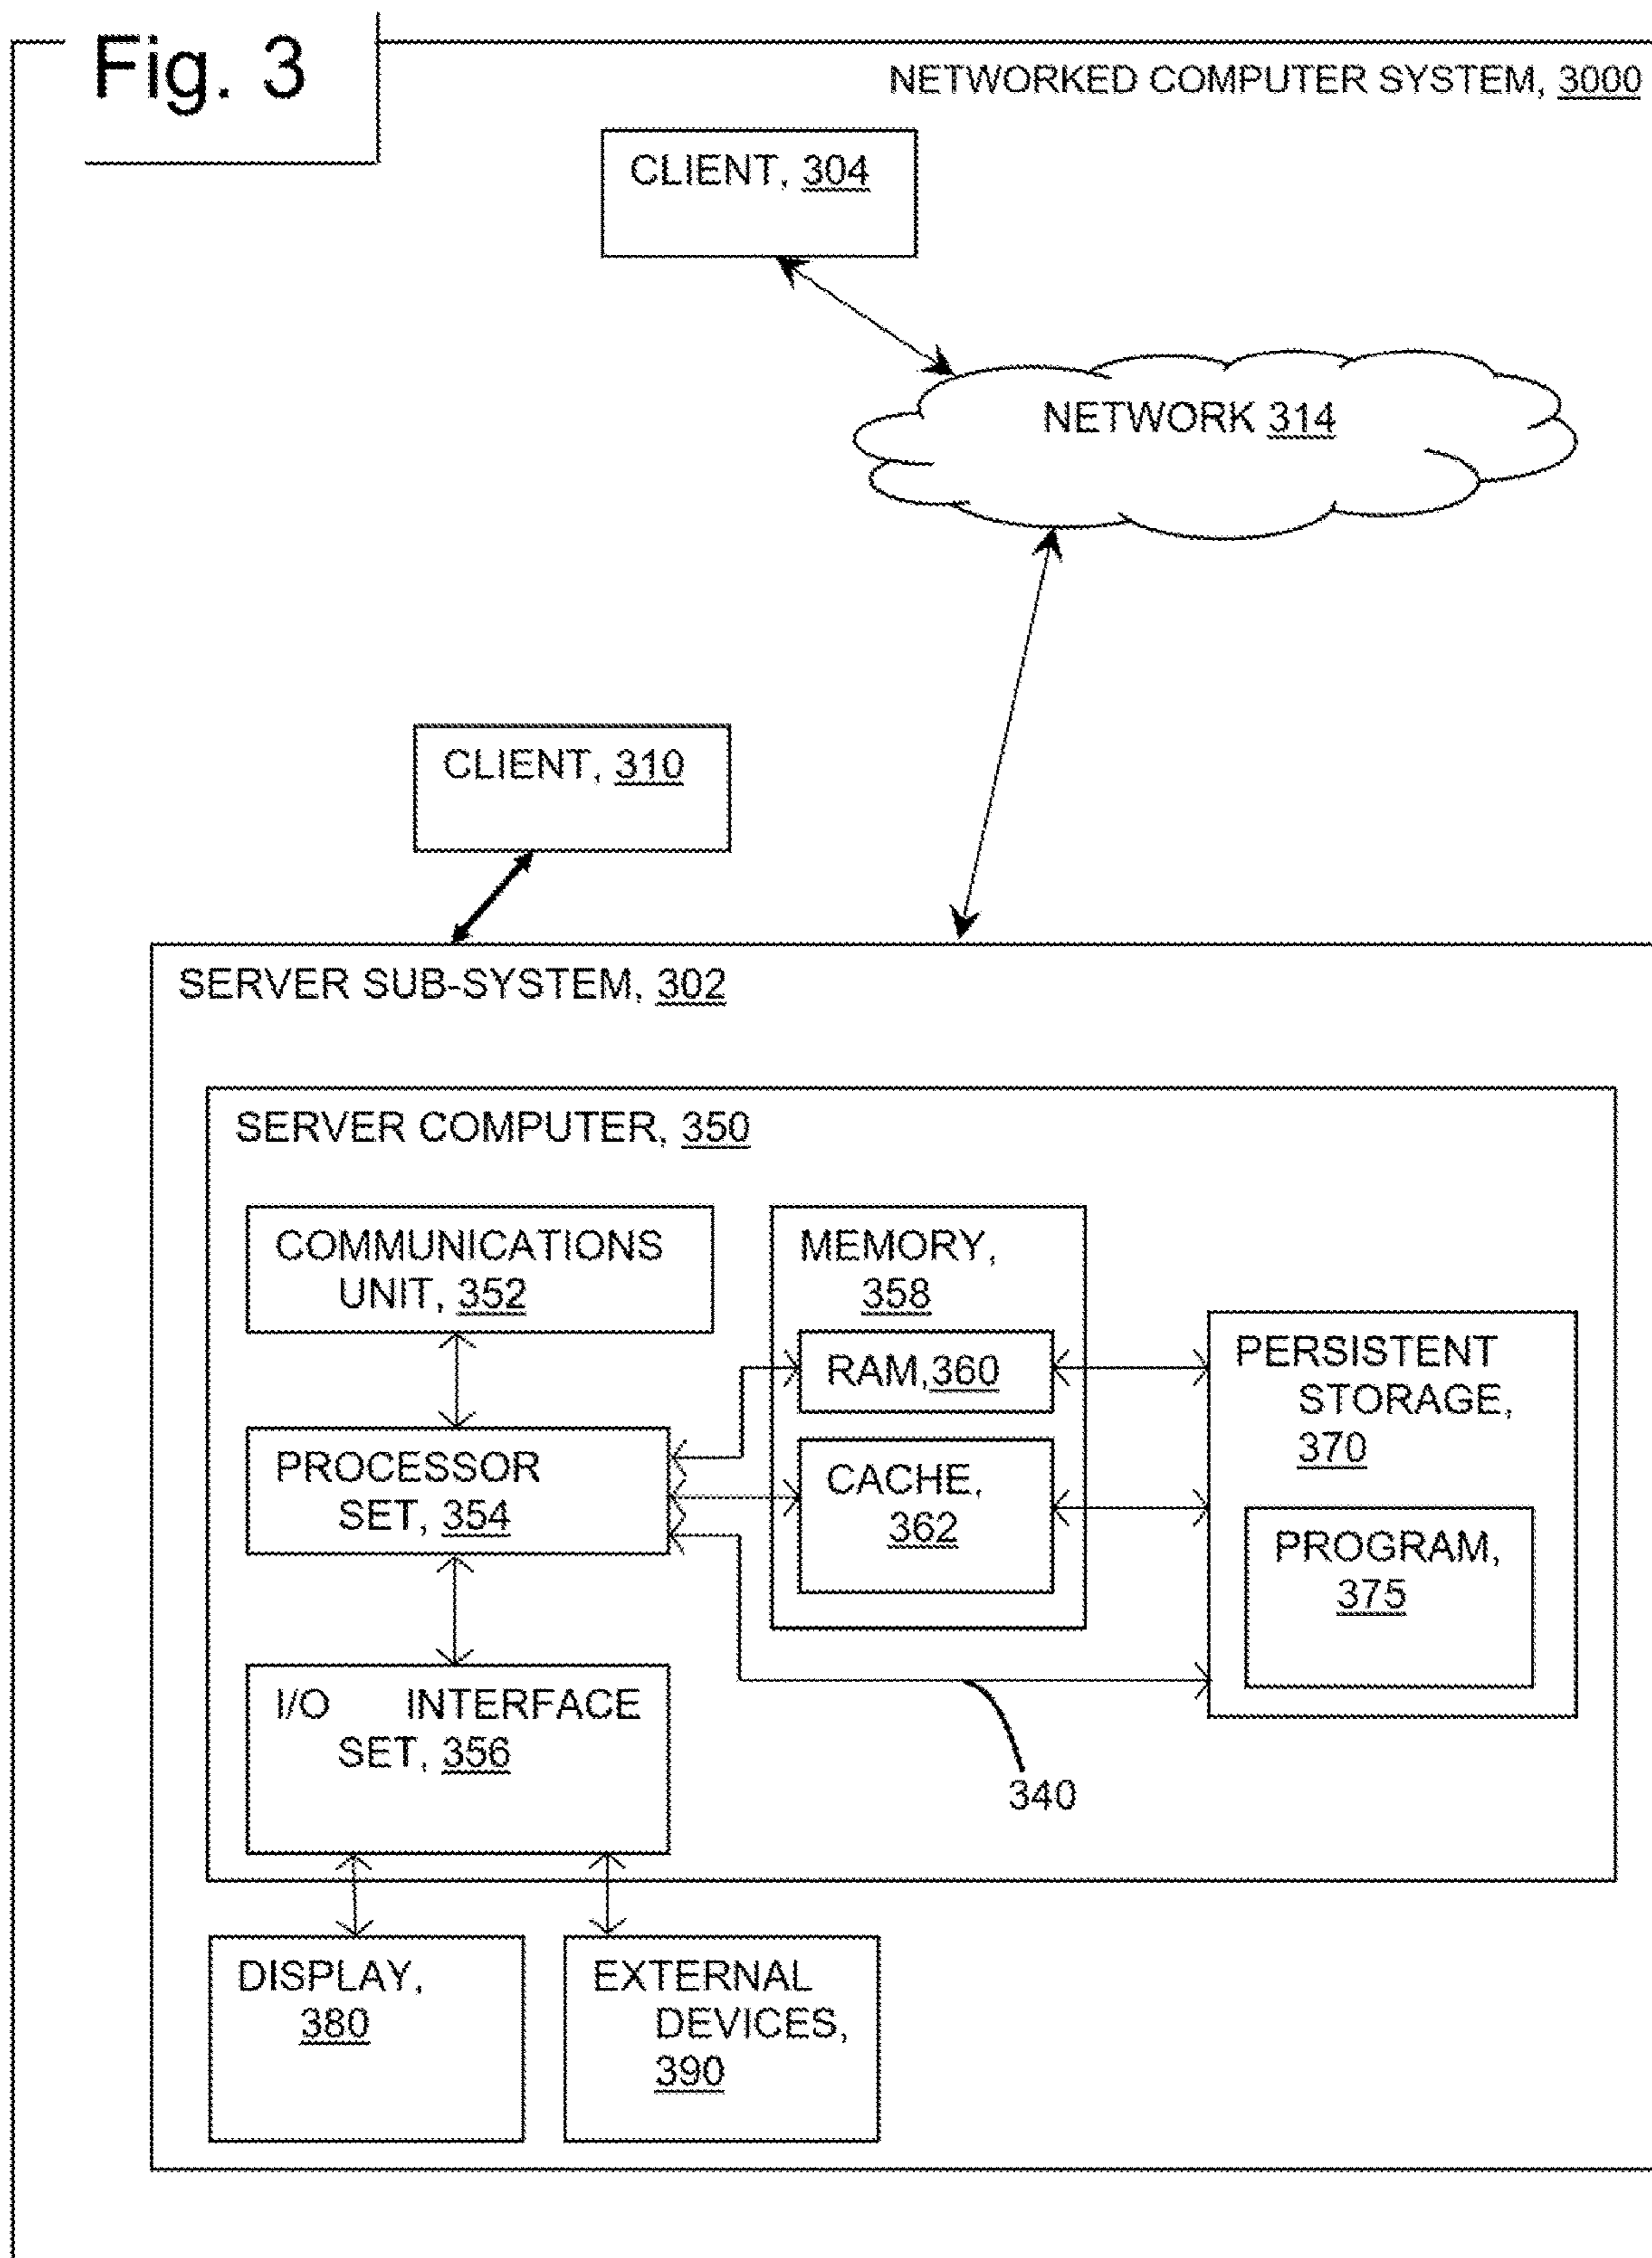 Fig. 3
NETWORKED COMPUTER SYSTEM, 3000
CLIENT, 304
NETWORK 314
CLIENT, 310
SERVER SUB-SYSTEM, 302
SERVER COMPUTER, 350
COMMUNICATIONS
UNIT, 352
MEMORY,
358
RAM,360
PERSISTENT
STORAGE,
370
PROCESSOR
SET, 354
CACHE,
362
PROGRAM,
375
I/O INTERFACE
SET, 356
340
DISPLAY,
380
EXTERNAL
DEVICES,
390